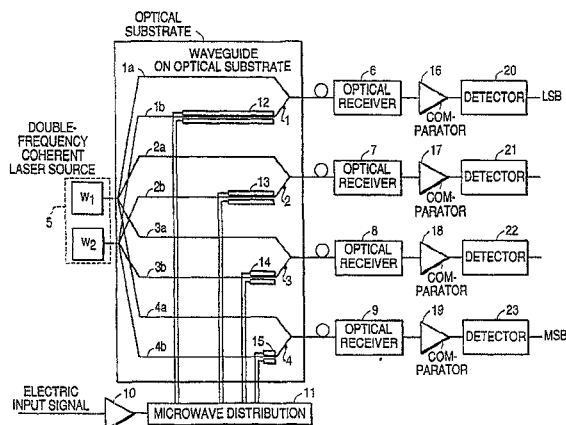 OPTICAL
SUBSTRATE
WAVEGUIDE
ON OPTICAL SUBSTRATE
1a
1b
12
1
2a
2b
13
2
3a
3b
14
3
4a
4b
15
4
DOUBLE-
FREQUENCY
COHERENT
LASER SOURCE
5
W1
W2
6
OPTICAL
RECEIVER
16
COM-
PARATOR
20
DETECTOR
LSB
7
OPTICAL
RECEIVER
17
COM-
PARATOR
21
DETECTOR
8
OPTICAL
RECEIVER
18
COM-
PARATOR
22
DETECTOR
9
OPTICAL
RECEIVER
19
COM-
PARATOR
23
DETECTOR
MSB
ELECTRIC
INPUT SIGNAL
10
11
MICROWAVE DISTRIBUTION